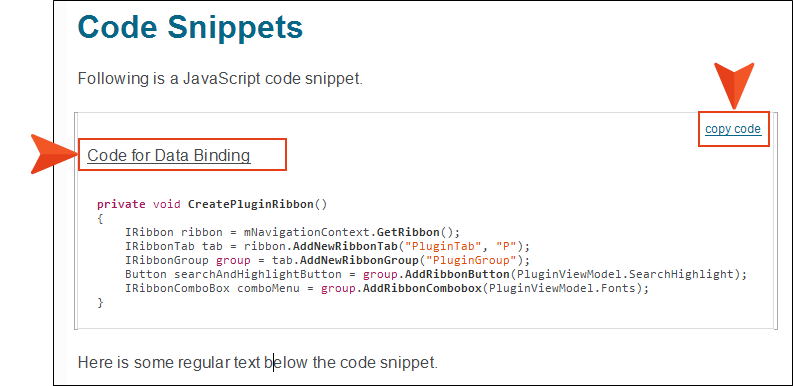 Code Snippets
Following is a JavaScript code snippet.
copy code
Code for Data Binding
private void CreatePluginRibbon()
{
    IRibbon ribbon = mNavigationContext.GetRibbon();
    IRibbonTab tab = ribbon.AddNewRibbonTab("PluginTab", "P");
    IRibbonGroup group = tab.AddNewRibbonGroup("PluginGroup");
    Button searchAndHighlightButton = group.AddRibbonButton(PluginViewModel.SearchHighlight);
    IRibbonComboBox comboMenu = group.AddRibbonCombobox(PluginViewModel.Fonts);
}
Here is some regular text below the code snippet.